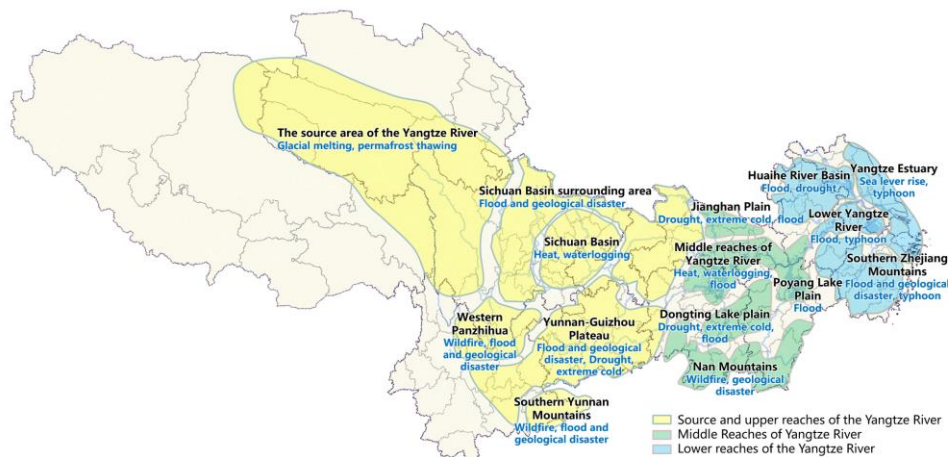 The source area of the Yangtze River
Glacial melting, permafrost thawing
Sichuan Basin surrounding area
Flood and geological disaster
Sichuan Basin
Heat, waterlogging
Western
Panzhihua
Wildfire, flood
and geological
disaster
Yunnan-Guizhou
Plateau
Flood and geological
disaster, Drought,
extreme cold
Southern Yunnan
Mountains
Wildfire, flood and
geological disaster
Jianghan Plain
Drought, extreme cold, flood
Middle reaches of
Yangtze River
Heat, waterlogging,
flood
Dongting Lake plain
Drought, extreme cold,
flood
Nan Mountains
Wildfire, geological
disaster
Poyang Lake
Plain
Flood
Huaihe River Basin
Flood, drought
Yangtze Estuary
Sea lever rise,
typhoon
Lower Yangtze
River
Flood, typhoon
Southern Zhejiang
Mountains
Flood and geological
disaster, typhoon
Source and upper reaches of the Yangtze River
Middle Reaches of Yangtze River
Lower reaches of the Yangtze River